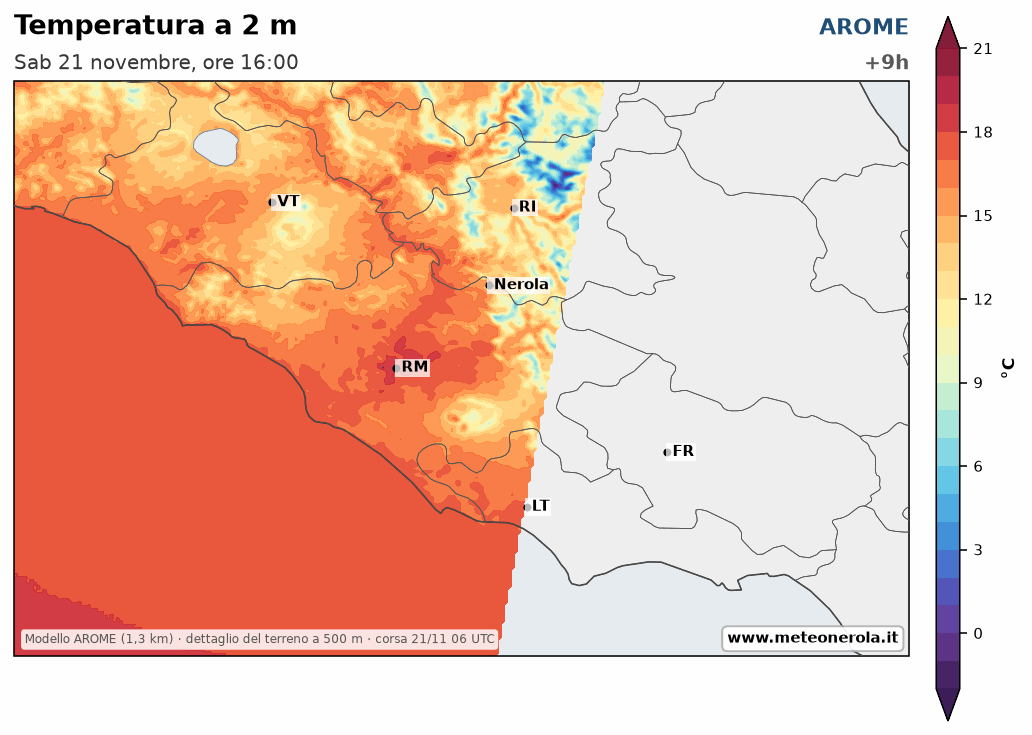 Temperatura a 2 m
AROME
Sab 21 novembre, ore 16:00
+9h
21
18
15
12
9
6
3
0
°C
VT
RI
Nerola
RM
FR
LT
Modello AROME (1,3 km) · dettaglio del terreno a 500 m · corsa 21/11 06 UTC
www.meteonerola.it